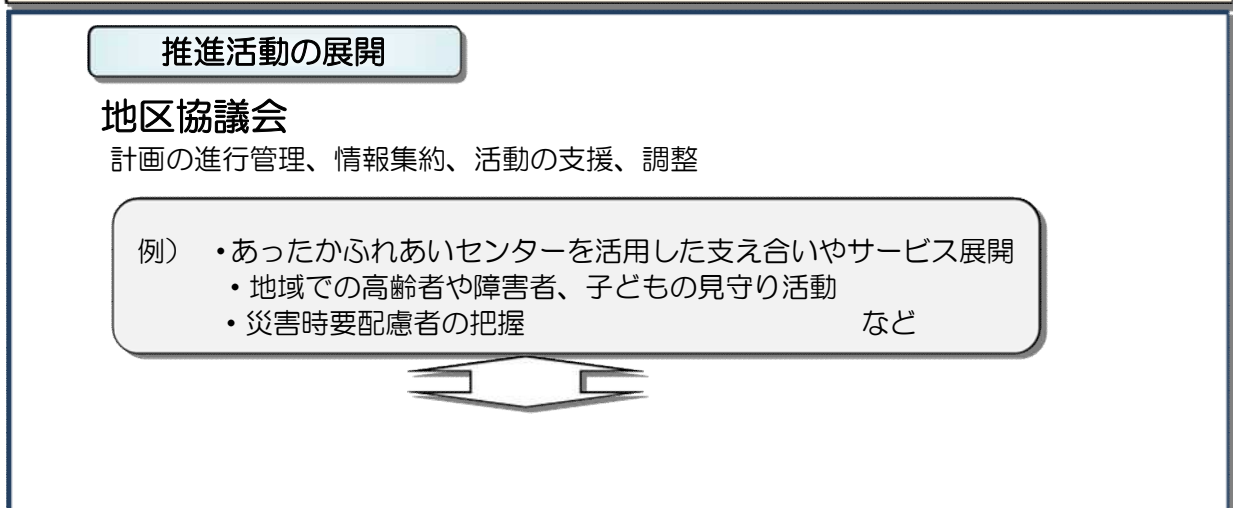 推進活動の展開
地区協議会
計画の進行管理、情報集約、活動の支援、調整
例） ・あったかふれあいセンターを活用した支え合いやサービス展開
・地域での高齢者や障害者、子どもの見守り活動
・災害時要配慮者の把握 など